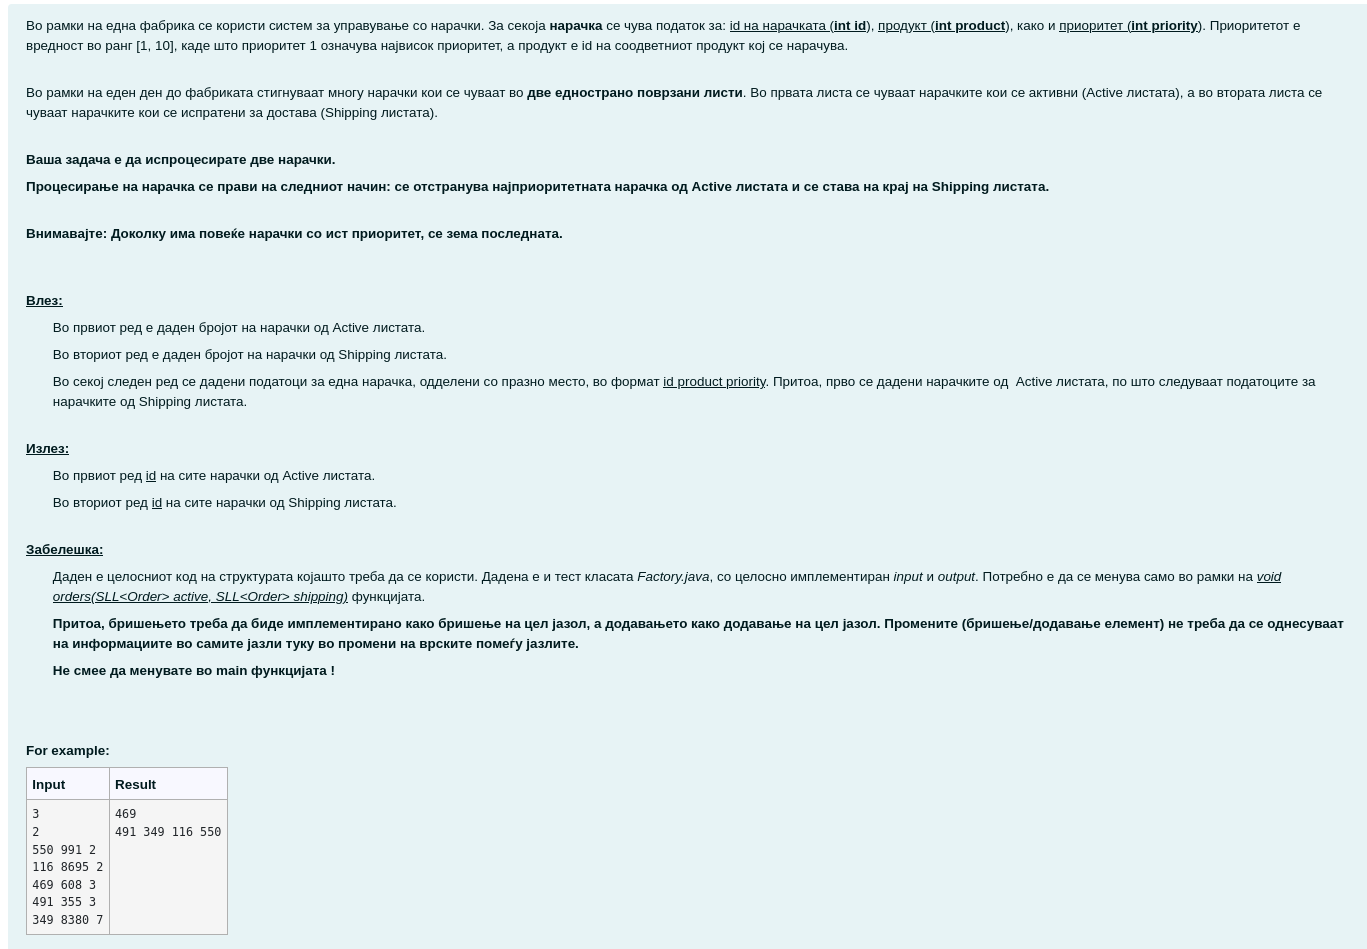 Во рамки на една фабрика се користи систем за управување со нарачки. За секоја нарачка се чува податок за: id на нарачката (int id), продукт (int product), како и приоритет (int priority). Приоритетот е
вредност во ранг [1, 10], каде што приоритет 1 означува највисок приоритет, а продукт е id на соодветниот продукт кој се нарачува.
Во рамки на еден ден до фабриката стигнуваат многу нарачки кои се чуваат во две еднострано поврзани листи. Во првата листа се чуваат нарачките кои се активни (Active листата), а во втората листа се
чуваат нарачките кои се испратени за достава (Shipping листата).
Ваша задача е да испроцесирате две нарачки.
Процесирање на нарачка се прави на следниот начин: се отстранува најприоритетната нарачка од Active листата и се става на крај на Shipping листата.
Внимавајте: Доколку има повеќе нарачки со ист приоритет, се зема последната.
Влез:
Во првиот ред е даден бројот на нарачки од Active листата.
Во вториот ред е даден бројот на нарачки од Shipping листата.
Во секој следен ред се дадени податоци за една нарачка, одделени со празно место, во формат id product priority. Притоа, прво се дадени нарачките од  Active листата, по што следуваат податоците за
нарачките од Shipping листата.
Излез:
Во првиот ред id на сите нарачки од Active листата.
Во вториот ред id на сите нарачки од Shipping листата.
Забелешка:
Даден е целосниот код на структурата којашто треба да се користи. Дадена е и тест класата Factory.java, со целосно имплементиран input и output. Потребно е да се менува само во рамки на void
orders(SLL<Order> active, SLL<Order> shipping) функцијата.
Притоа, бришењето треба да биде имплементирано како бришење на цел јазол, а додавањето како додавање на цел јазол. Промените (бришење/додавање елемент) не треба да се однесуваат
на информациите во самите јазли туку во промени на врските помеѓу јазлите.
Не смее да менувате во main функцијата !
For example:
Input Result
3 469
2 491 349 116 550
550 991 2
116 8695 2
469 608 3
491 355 3
349 8380 7